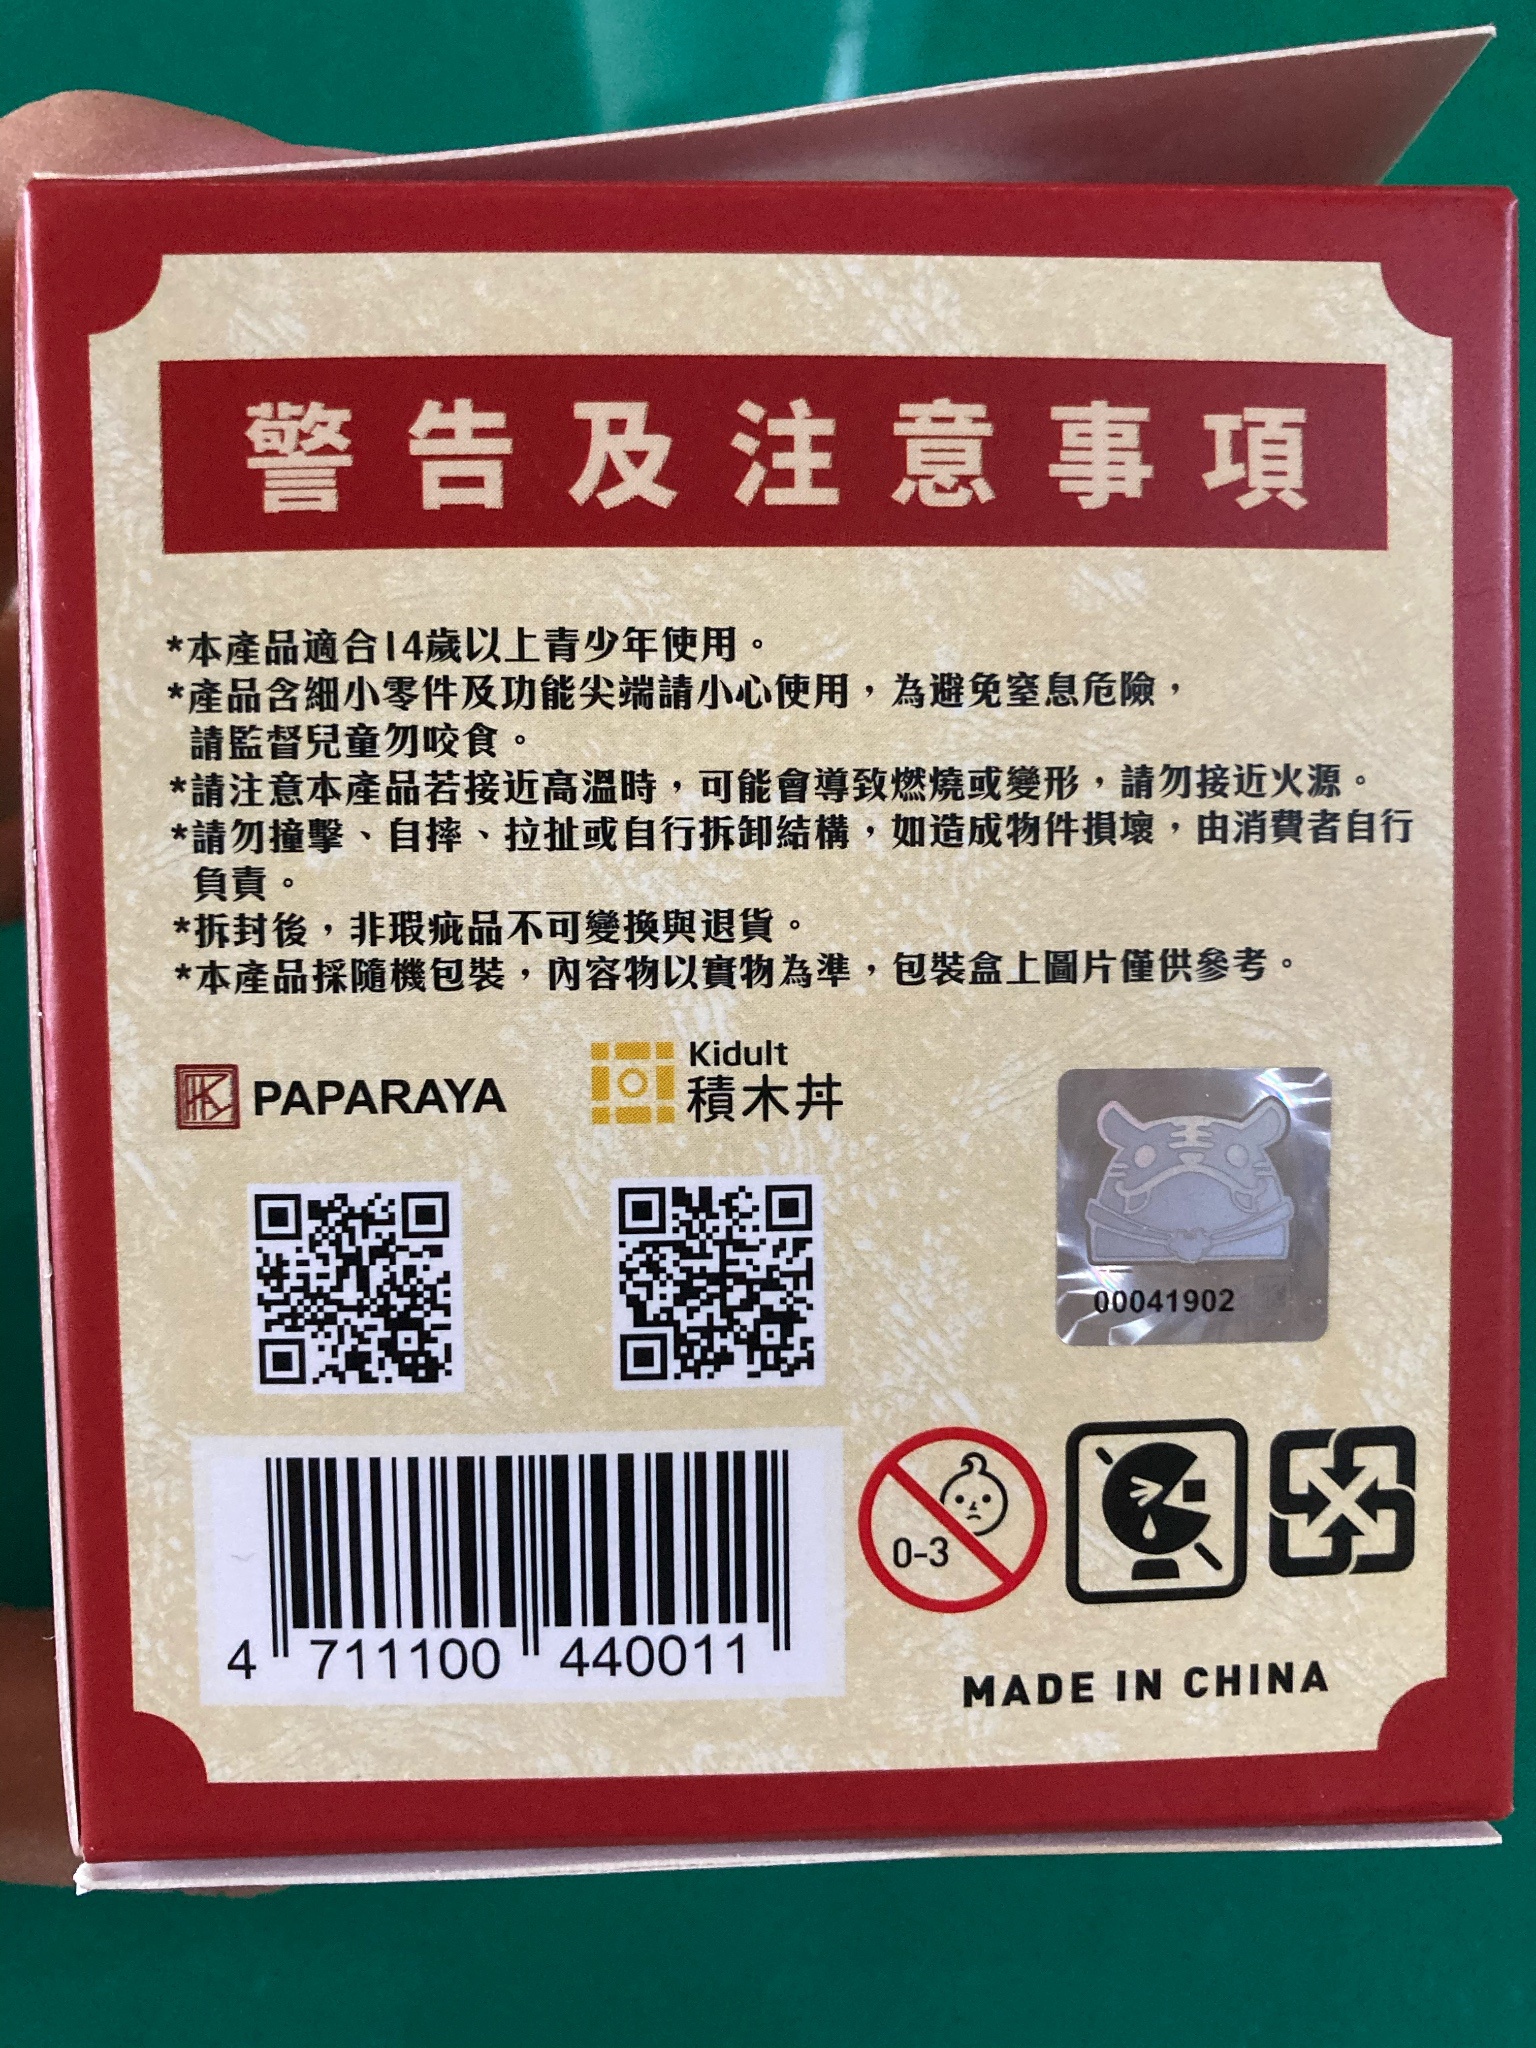 警告及注意事項
*本產品適合14歲以上青少年使用。
*產品含細小零件及功能尖端請小心使用，為避免窒息危險，
請監督兒童勿咬食。
*請注意本產品若接近高溫時，可能會導致燃燒或變形，請勿接近火源。
*請勿撞擊、自摔、拉扯或自行拆卸結構，如造成物件損壞，由消費者自行
負責。
*拆封後，非瑕疵品不可變換與退貨。
*本產品採隨機包裝，內容物以實物為準，包裝盒上圖片僅供參考。
PAPARAYA
Kidult
積木丼
00041902
0-3
4 711100 440011
MADE IN CHINA